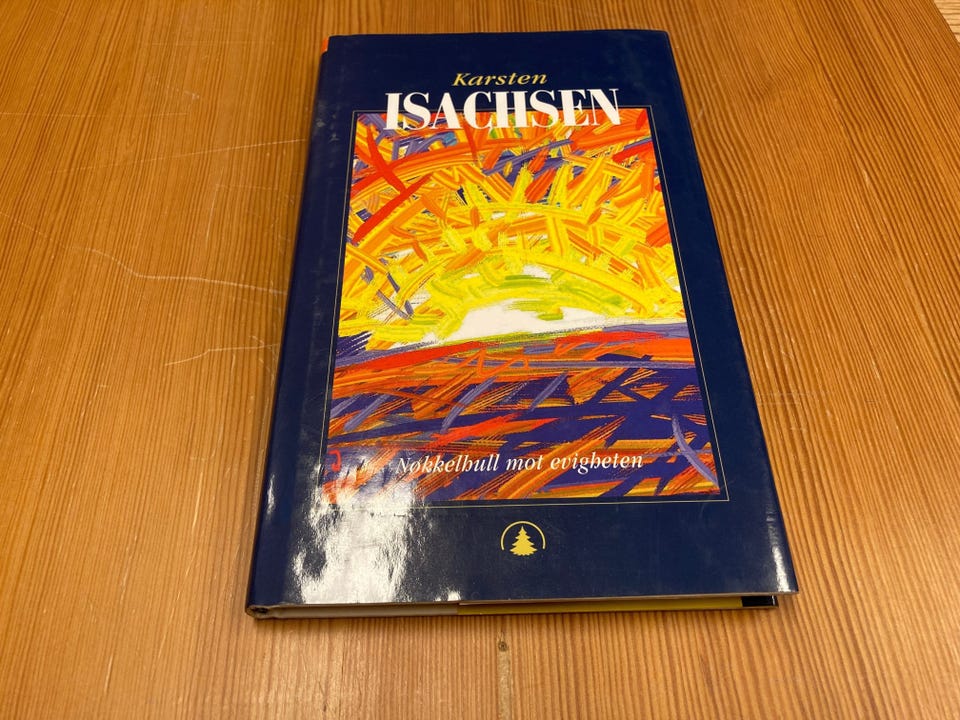 Karsten
ISACHSEN
Nøkkelhull mot evigheten